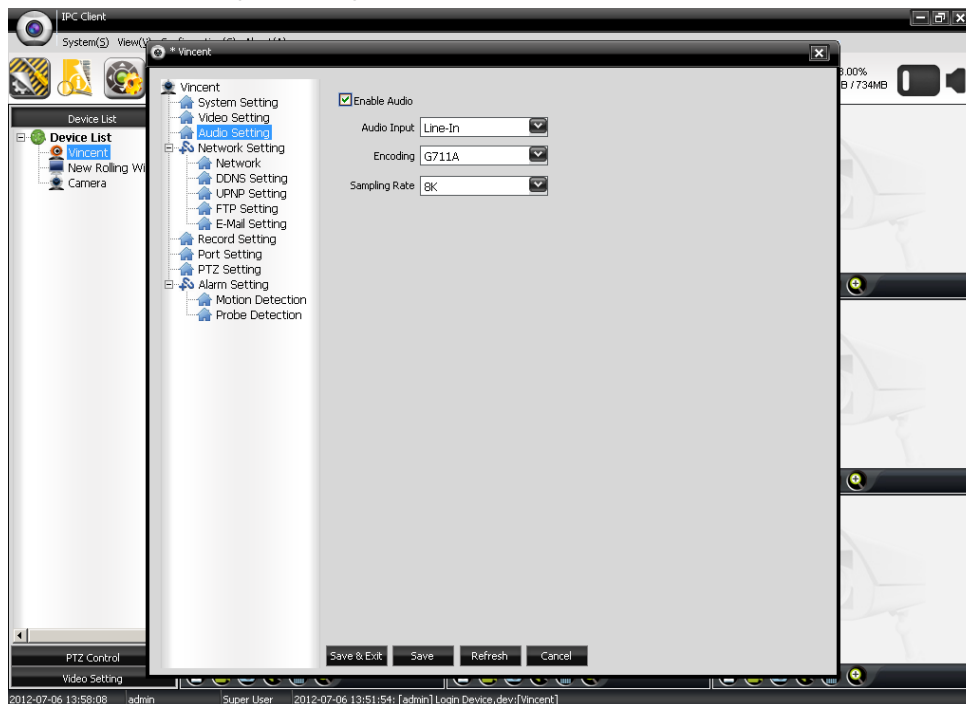 IPC Client
System(S) View(V
* Vincent
3.00%
B / 734MB
Device List
Device List
Vincent
New Rolling Wi
Camera
Vincent
System Setting
Video Setting
Audio Setting
Network Setting
Network
DDNS Setting
UPNP Setting
FTP Setting
E-Mail Setting
Record Setting
Port Setting
PTZ Setting
Alarm Setting
Motion Detection
Probe Detection
Enable Audio
Audio Input Line-In
Encoding G711A
Sampling Rate 8K
Save & Exit Save Refresh Cancel
PTZ Control
Video Setting
2012-07-06 13:58:08 admin Super User 2012-07-06 13:51:54: [admin] Login Device,dev:[Vincent]